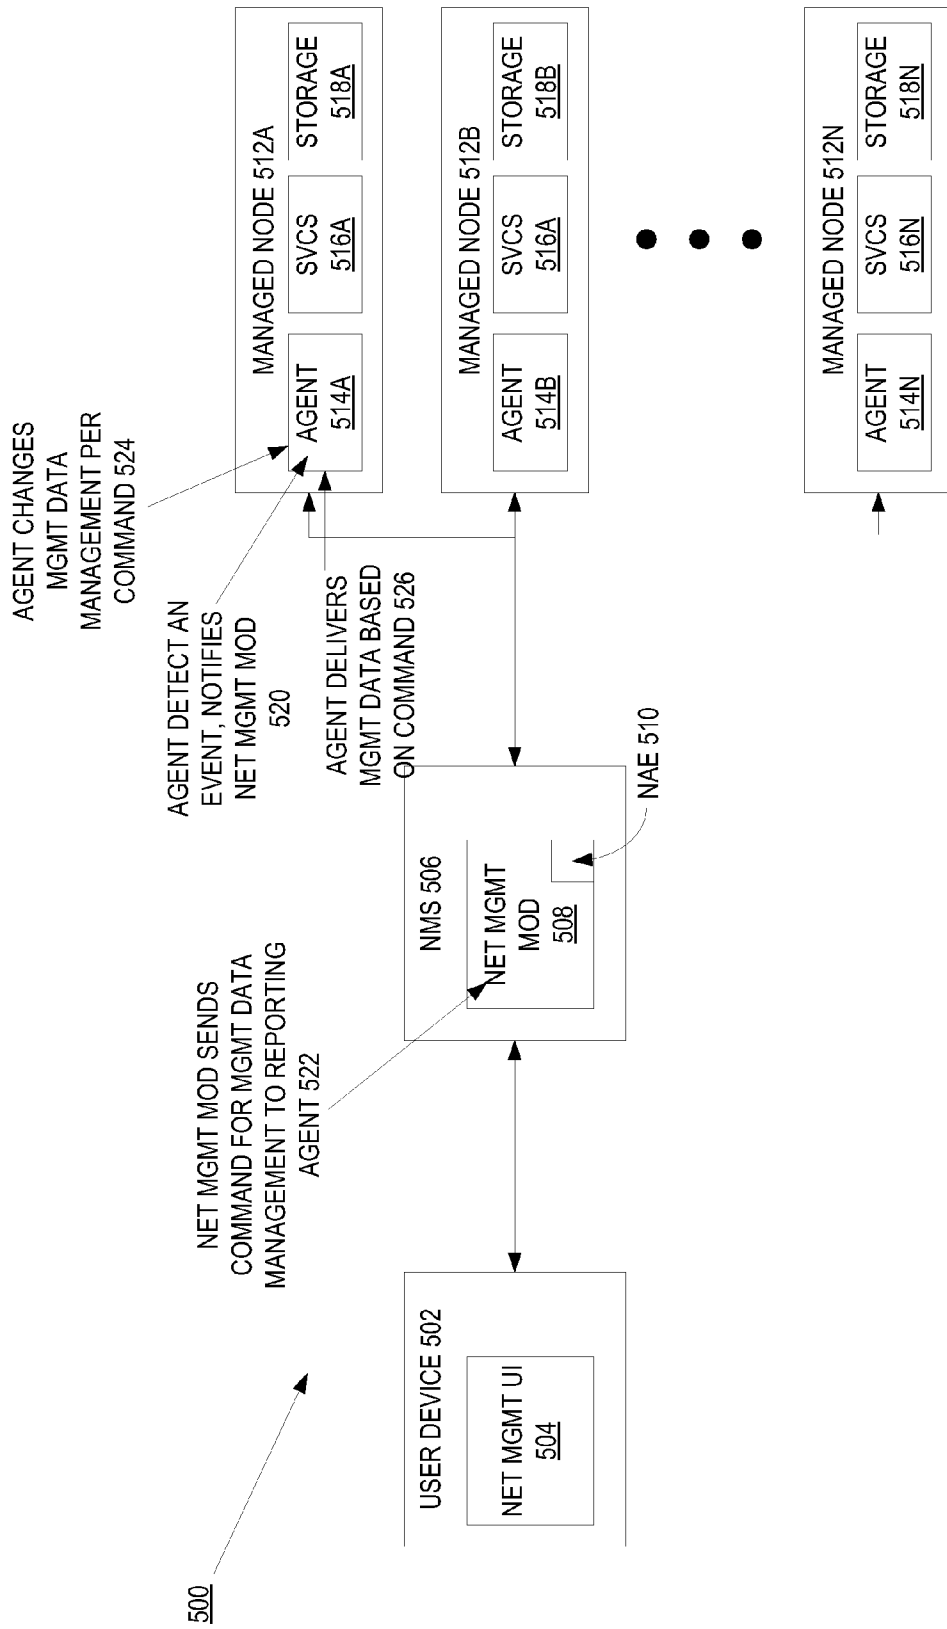 500
USER DEVICE 502
NET MGMT UI
504
NET MGMT MOD SENDS
COMMAND FOR MGMT DATA
MANAGEMENT TO REPORTING
AGENT 522
NMS 506
NET MGMT
MOD
508
NAE 510
AGENT CHANGES
MGMT DATA
MANAGEMENT PER
COMMAND 524
AGENT DETECT AN
EVENT, NOTIFIES
NET MGMT MOD
520
AGENT DELIVERS
MGMT DATA BASED
ON COMMAND 526
MANAGED NODE 512A
AGENT
514A
SVCS
516A
STORAGE
518A
MANAGED NODE 512B
AGENT
514B
SVCS
516A
STORAGE
518B
MANAGED NODE 512N
AGENT
514N
SVCS
516N
STORAGE
518N